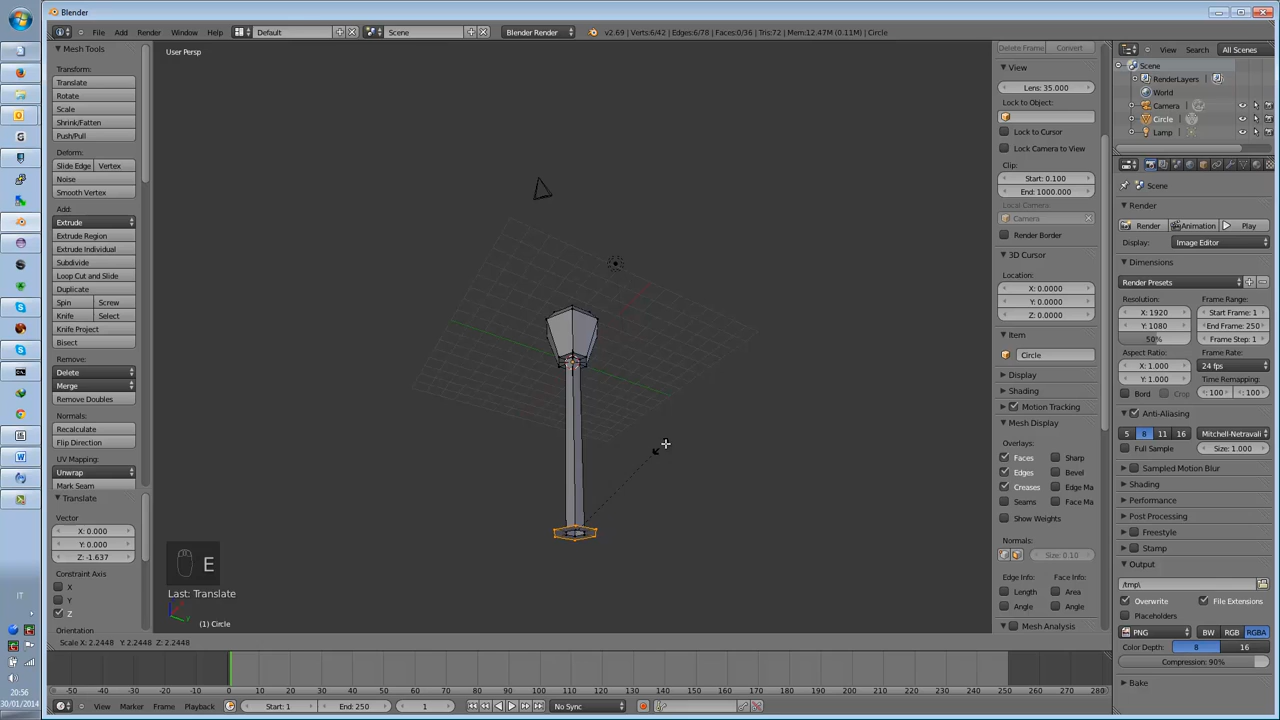 Blender
File Add Render Window Help
Default
Scene
Blender Render
v2.69 | Verts:6/42 | Edges:6/78 | Faces:0/36 | Tris:72 | Mem:12.47M (0.11M) | Circle
Mesh Tools
Transform:
Translate
Rotate
Scale
Shrink/Fatten
Push/Pull
Deform:
Slide Edge Vertex
Noise
Smooth Vertex
Add:
Extrude
Extrude Region
Extrude Individual
Subdivide
Loop Cut and Slide
Duplicate
Spin Screw
Knife Select
Knife Project
Bisect
Remove:
Delete
Merge
Remove Doubles
Normals:
Recalculate
Flip Direction
UV Mapping:
Unwrap
Mark Seam
Translate
Vector
X: 0.000
Y: 0.000
Z: -1.637
Constraint Axis
X
Y
Z
Orientation
User Persp
E
Last: Translate
(1) Circle
Scale X: 2.2448 Y: 2.2448 Z: 2.2448
Delete Frame Convert
View
Lens: 35.000
Lock to Object:
Lock to Cursor
Lock Camera to View
Clip:
Start: 0.100
End: 1000.000
Local Camera:
Camera
Render Border
3D Cursor
Location:
X: 0.0000
Y: 0.0000
Z: 0.0000
Item
Circle
Display
Shading
Motion Tracking
Mesh Display
Overlays:
Faces Sharp
Edges Bevel
Creases Edge Ma
Seams Face Ma
Show Weights
Normals:
Size: 0.10
Edge Info: Face Info:
Length Area
Angle Angle
Mesh Analysis
View Search All Scenes
Scene
RenderLayers
World
Camera
Circle
Lamp
Scene
Render
Render Animation Play
Display: Image Editor
Dimensions
Render Presets
Resolution: Frame Range:
X: 1920 Start Frame: 1
Y: 1080 End Frame: 250
50% Frame Step: 1
Aspect Ratio: Frame Rate:
X: 1.000 24 fps
Y: 1.000 Time Remapping:
Bord Crop :100 :100
Anti-Aliasing
5 8 11 16 Mitchell-Netravali
Full Sample Size: 1.000
Sampled Motion Blur
Shading
Performance
Post Processing
Freestyle
Stamp
Output
/tmp\
Overwrite File Extensions
Placeholders
PNG BW RGB RGBA
Color Depth: 8 16
Compression: 90%
Bake
-50 -40 -30 -20 -10 0 10 20 30 40 50 60 70 80 90 100 110 120 130 140 150 160 170 180 190 200 210 220 230 240 250 260 270 280
View Marker Frame Playback Start: 1 End: 250 1 No Sync
IT
20:56
30/01/2014